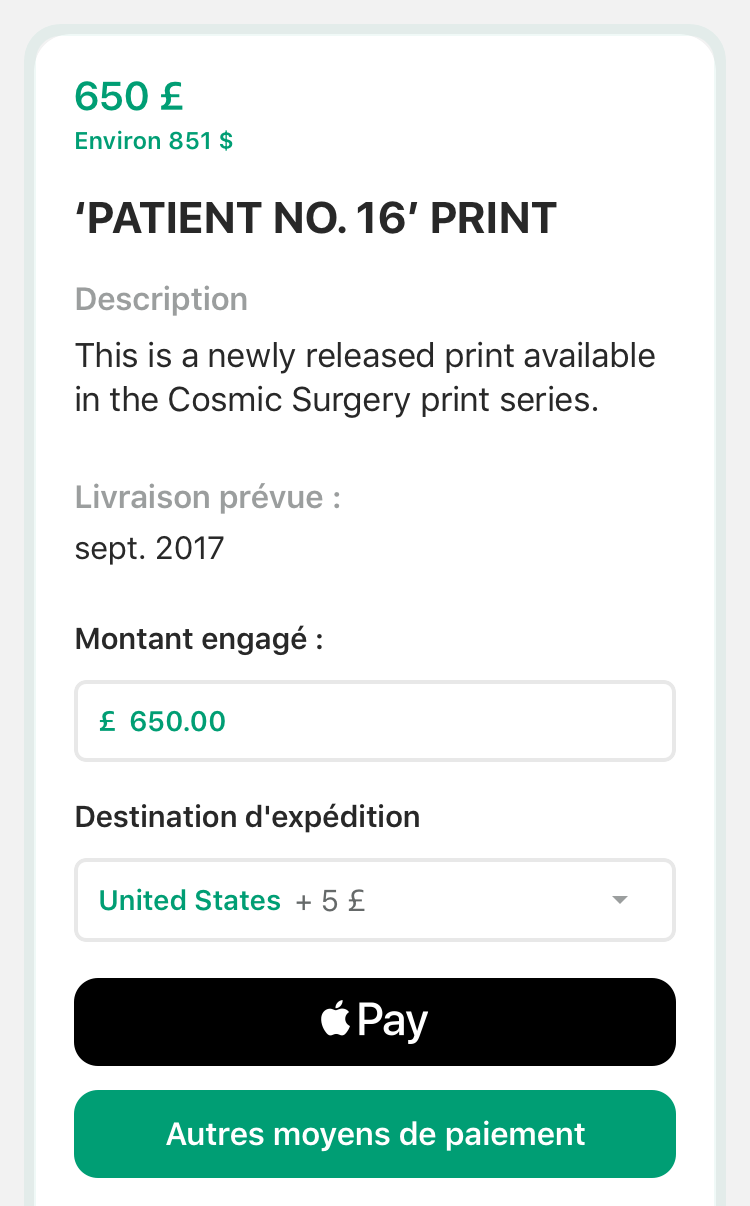 650 £
Environ 851 $
‘PATIENT NO. 16’ PRINT
Description
This is a newly released print available
in the Cosmic Surgery print series.
Livraison prévue :
sept. 2017
Montant engagé :
£ 650.00
Destination d'expédition
United States + 5 £
Pay
Autres moyens de paiement